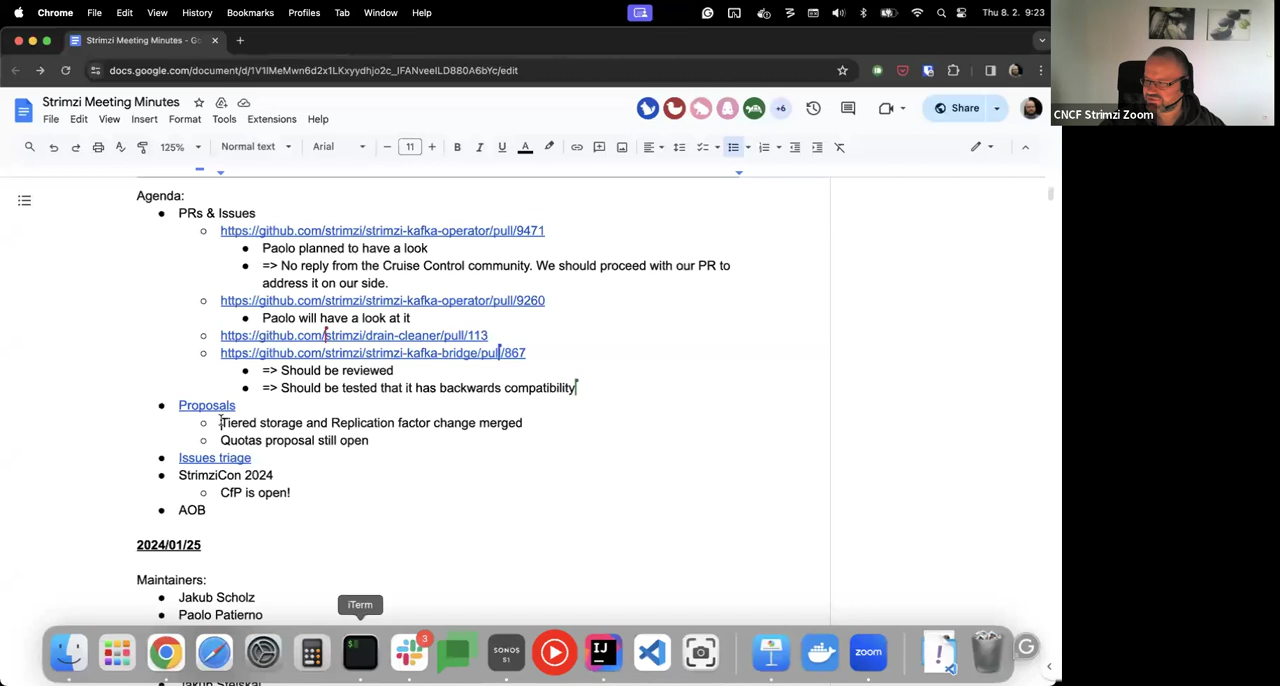 Chrome File Edit View History Bookmarks Profiles Tab Window Help Thu 8. 2. 9:23
Strimzi Meeting Minutes - Go
docs.google.com/document/d/1V1lMeMwn6d2x1LKxyydhjo2c_IFANveelLD880A6bYc/edit
Strimzi Meeting Minutes
File Edit View Insert Format Tools Extensions Help
+6
Share
CNCF Strimzi Zoom
125% Normal text Arial 11 B I U A
Agenda:
PRs & Issues
https://github.com/strimzi/strimzi-kafka-operator/pull/9471
Paolo planned to have a look
=> No reply from the Cruise Control community. We should proceed with our PR to
address it on our side.
https://github.com/strimzi/strimzi-kafka-operator/pull/9260
Paolo will have a look at it
https://github.com/strimzi/drain-cleaner/pull/113
https://github.com/strimzi/strimzi-kafka-bridge/pull/867
=> Should be reviewed
=> Should be tested that it has backwards compatibility
Proposals
Tiered storage and Replication factor change merged
Quotas proposal still open
Issues triage
StrimziCon 2024
CfP is open!
AOB
2024/01/25
Maintainers:
Jakub Scholz
Paolo Patierno
iTerm
3
SONOS
S1
IJ
zoom